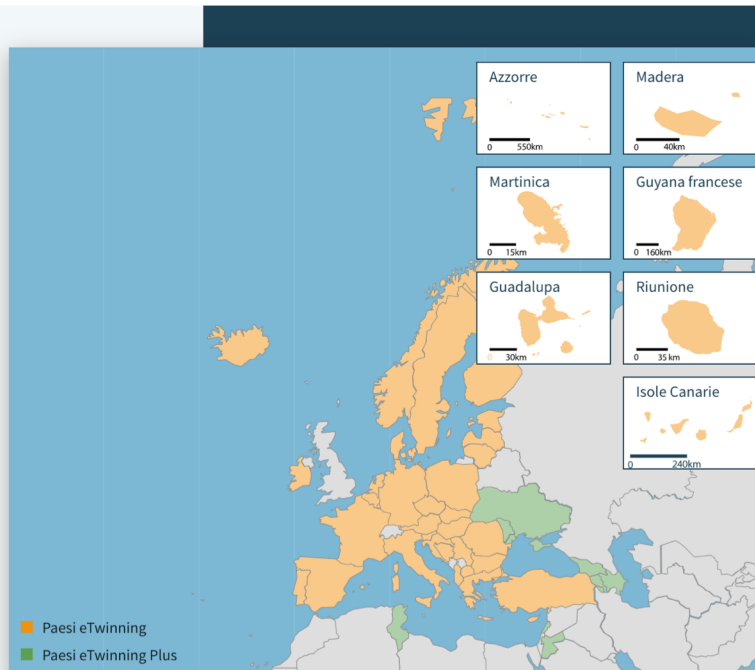 Azzorre
0 550km
Madera
0 40km
Martinica
0 15km
Guyana francese
0 160km
Guadalupa
0 30km
Riunione
0 35 km
Isole Canarie
0 240km
Paesi eTwinning
Paesi eTwinning Plus